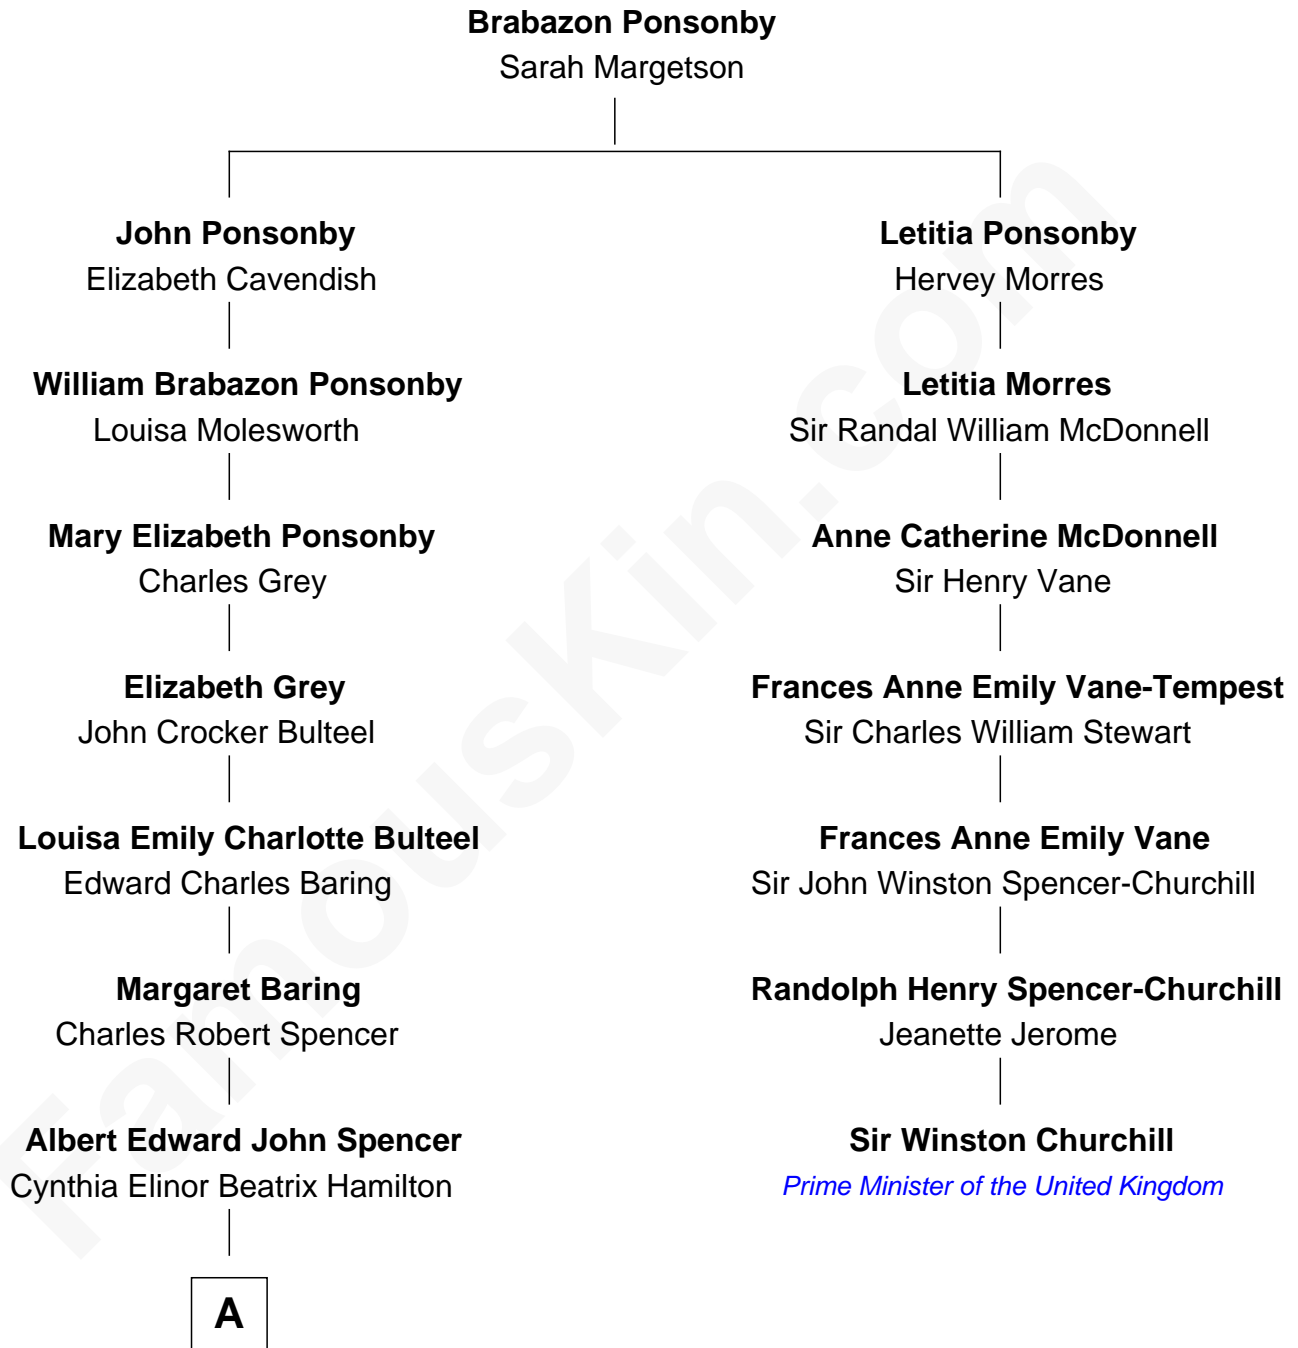 Brabazon Ponsonby
Sarah Margetson
John Ponsonby
Elizabeth Cavendish
Letitia Ponsonby
Hervey Morres
William Brabazon Ponsonby
Louisa Molesworth
Letitia Morres
Sir Randal William McDonnell
Mary Elizabeth Ponsonby
Charles Grey
Anne Catherine McDonnell
Sir Henry Vane
Elizabeth Grey
John Crocker Bulteel
Frances Anne Emily Vane-Tempest
Sir Charles William Stewart
Louisa Emily Charlotte Bulteel
Edward Charles Baring
Frances Anne Emily Vane
Sir John Winston Spencer-Churchill
Margaret Baring
Charles Robert Spencer
Randolph Henry Spencer-Churchill
Jeanette Jerome
Albert Edward John Spencer
Cynthia Elinor Beatrix Hamilton
Sir Winston Churchill
Prime Minister of the United Kingdom
A
FamousKin.com